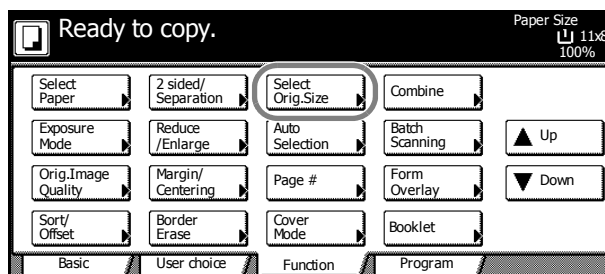 Ready to copy.
Paper Size
11x8
100%
Select
Paper
2 sided/
Separation
Select
Orig.Size
Combine
Exposure
Mode
Reduce
/Enlarge
Auto
Selection
Batch
Scanning
Up
Orig.Image
Quality
Margin/
Centering
Page #
Form
Overlay
Down
Sort/
Offset
Border
Erase
Cover
Mode
Booklet
Basic
User choice
Function
Program